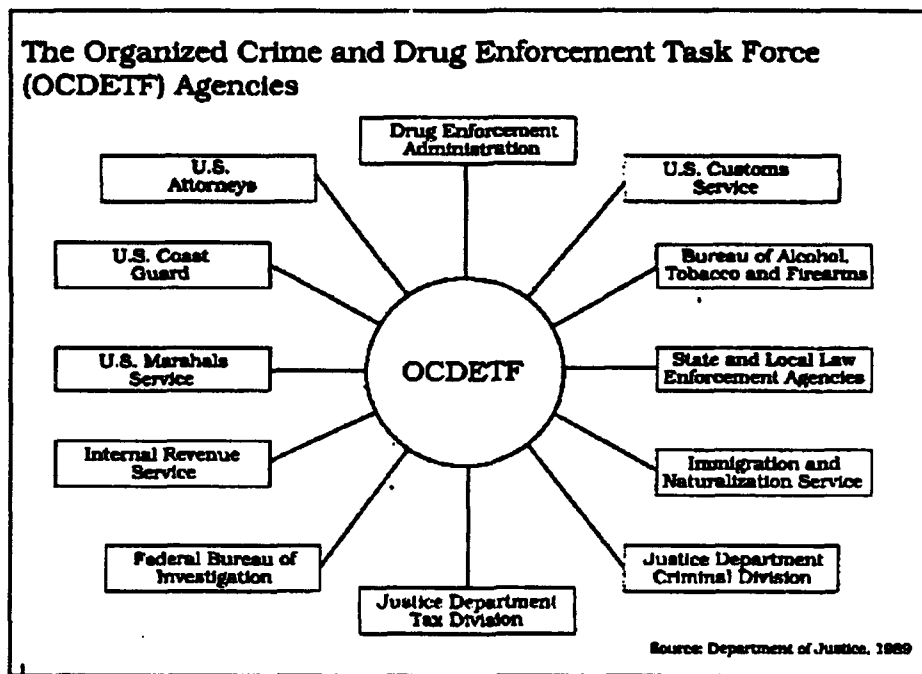 The Organized Crime and Drug Enforcement Task Force
(OCDETF) Agencies
Drug Enforcement
Administration
U.S.
Attorneys
U.S. Customs
Service
U.S. Coast
Guard
Bureau of Alcohol,
Tobacco and Firearms
U.S. Marshals
Service
OCDETF
State and Local Law
Enforcement Agencies
Internal Revenue
Service
Immigration and
Naturalization Service
Federal Bureau of
Investigation
Justice Department
Criminal Division
Justice Department
Tax Division
Source: Department of Justice, 1989